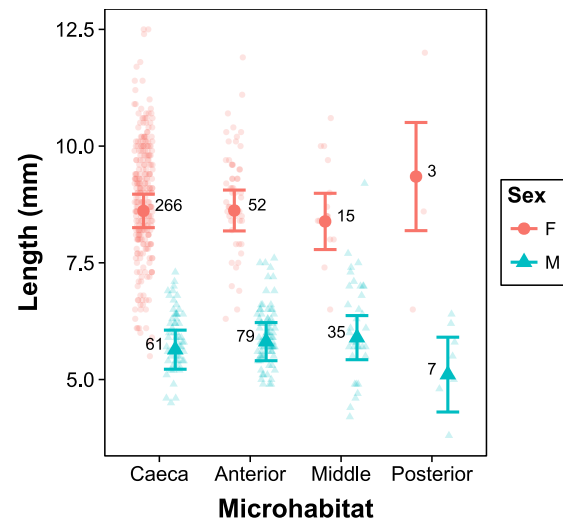 12.5
10.0
7.5
5.0
Length (mm)
266
52
15
3
61
79
35
7
Caeca Anterior Middle Posterior
Microhabitat
Sex
F
M